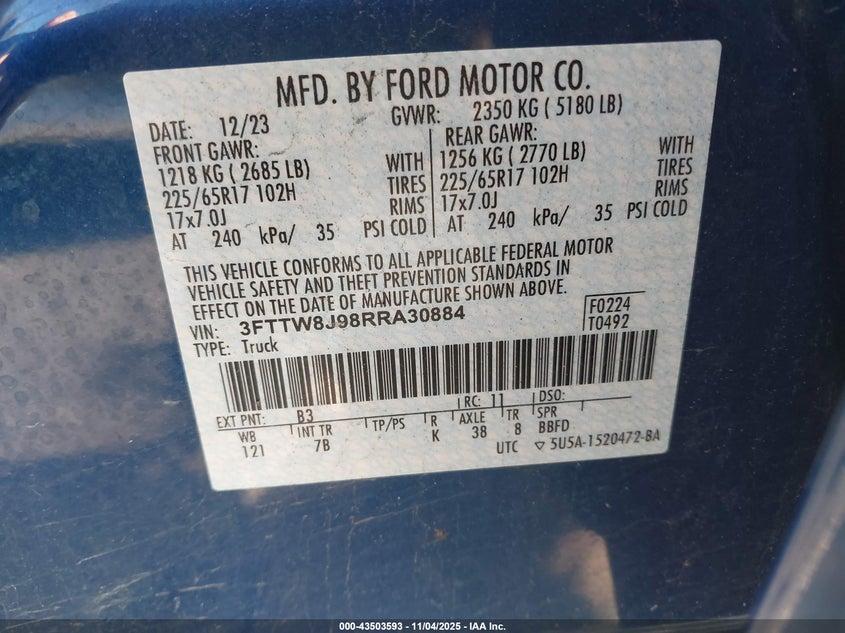 MFD. BY FORD MOTOR CO.
DATE: 12/23 GVWR: 2350 KG ( 5180 LB)
FRONT GAWR: REAR GAWR:
1218 KG ( 2685 LB) WITH 1256 KG ( 2770 LB) WITH
225/65R17 102H TIRES 225/65R17 102H TIRES
17x7.0J RIMS 17x7.0J RIMS
AT 240 kPa/ 35 PSI COLD AT 240 kPa/ 35 PSI COLD
THIS VEHICLE CONFORMS TO ALL APPLICABLE FEDERAL MOTOR
VEHICLE SAFETY AND THEFT PREVENTION STANDARDS IN
EFFECT ON THE DATE OF MANUFACTURE SHOWN ABOVE.
VIN: 3FTTW8J98RRA30884 F0224
TYPE: Truck T0492
EXT PNT: B3 RC: 11 DSO:
WB INT TR TP/PS R AXLE TR SPR
121 7B K 38 8 BBFD
UTC 5U5A-1520472-BA
000-43503593 - 11/04/2025 - IAA Inc.